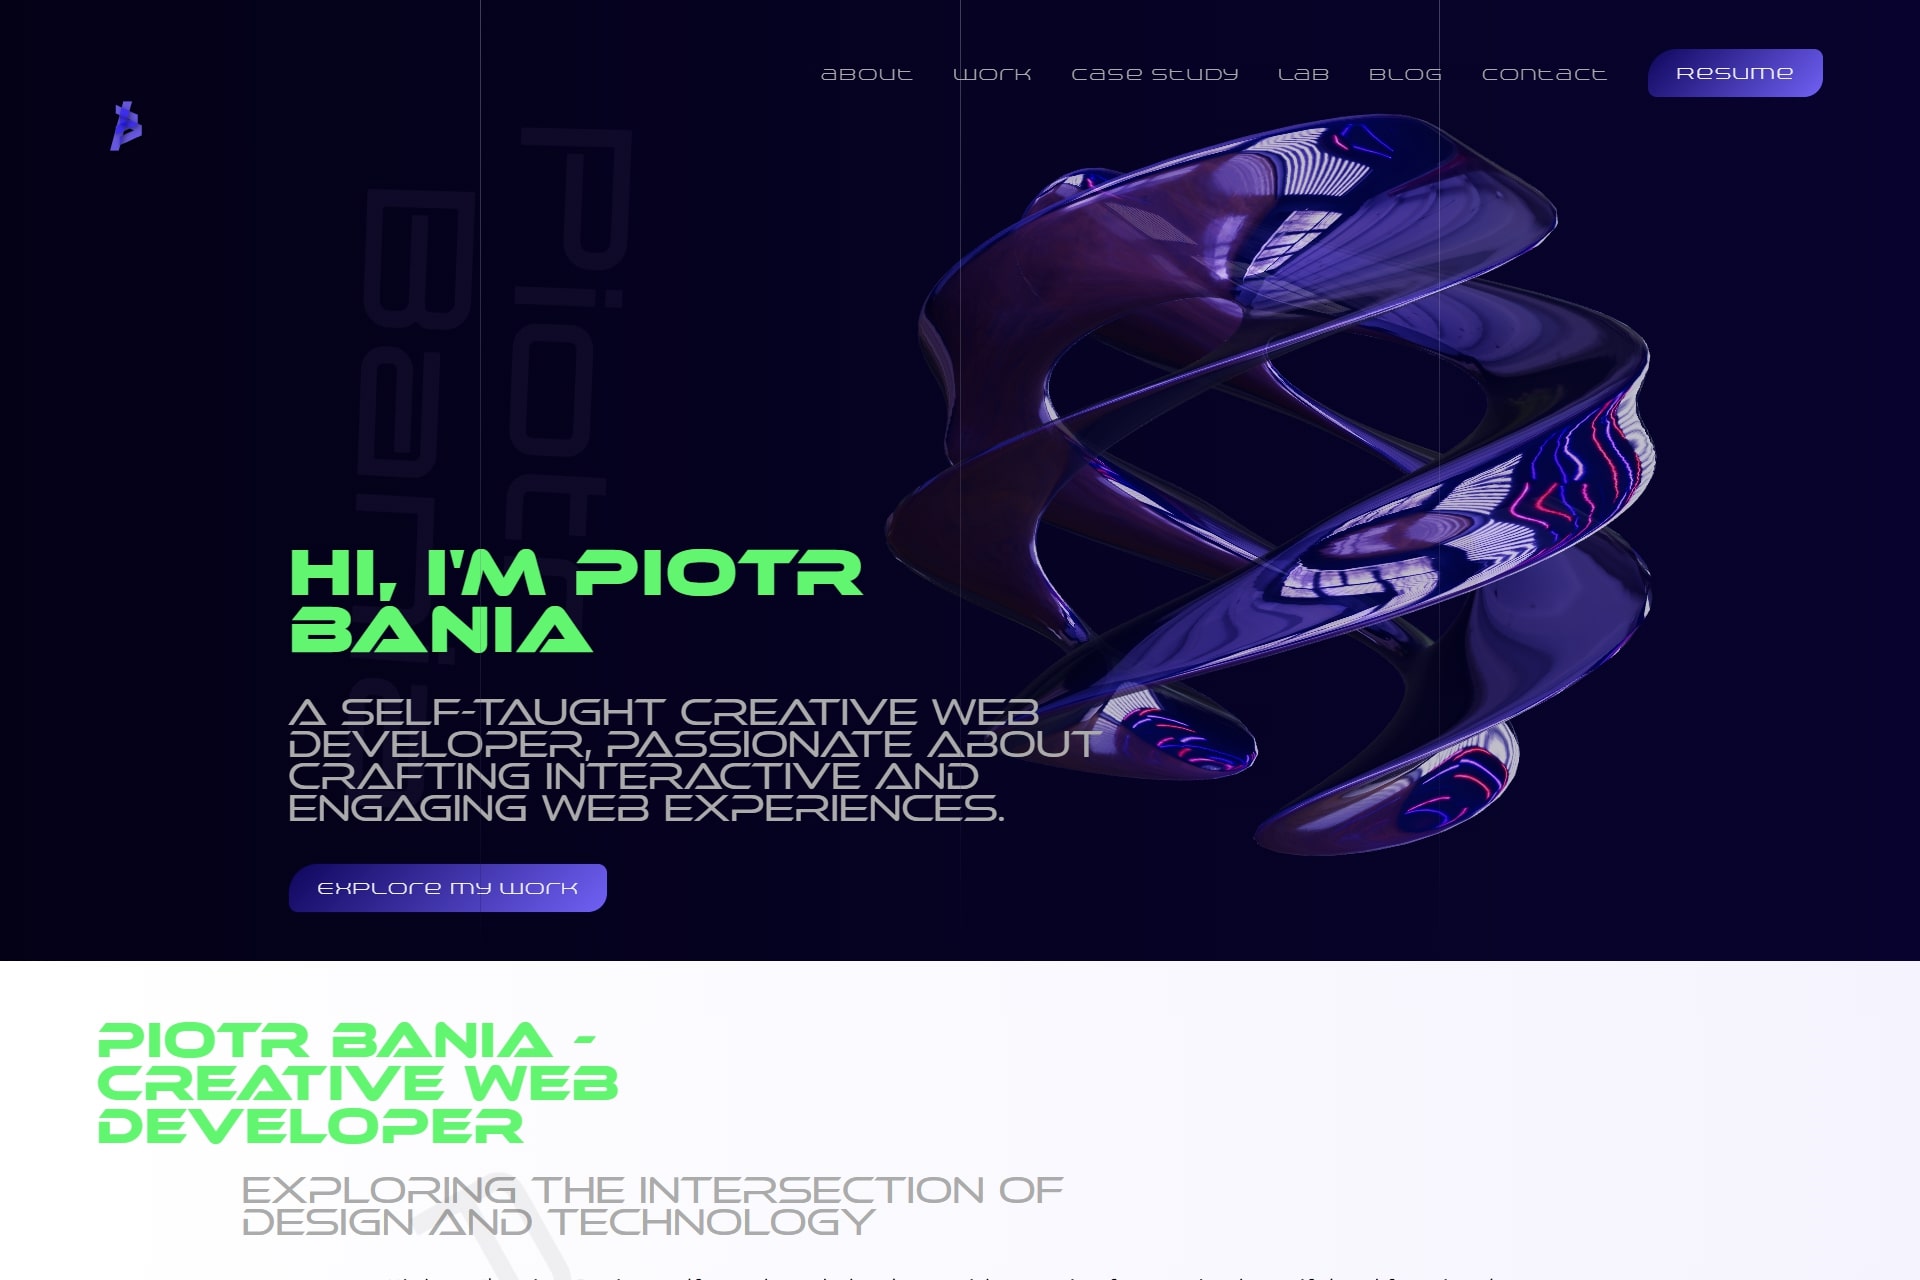 about
work
case study
lab
blog
contact
Resume
Piotr
Bania
HI, I'M PIOTR
BANIA
A SELF-TAUGHT CREATIVE WEB
DEVELOPER, PASSIONATE ABOUT
CRAFTING INTERACTIVE AND
ENGAGING WEB EXPERIENCES.
Explore my work
PIOTR BANIA -
CREATIVE WEB
DEVELOPER
EXPLORING THE INTERSECTION OF
DESIGN AND TECHNOLOGY